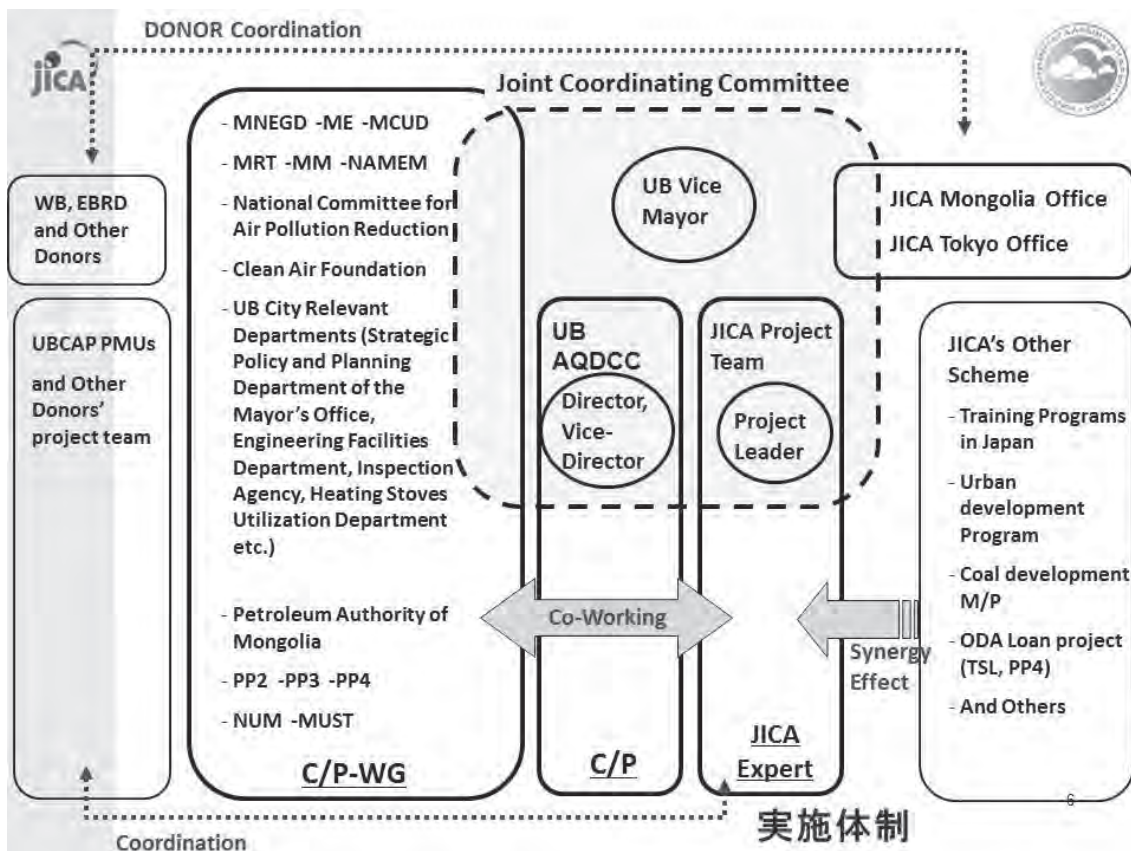 DONOR Coordination
jICA
Joint Coordinating Committee
WB, EBRD
and Other
Donors
UBCAP PMUs
and Other
Donors'
project team
- MNEGD -ME -MCUD
- MRT -MM -NAMEM
- National Committee for
Air Pollution Reduction
- Clean Air Foundation
- UB City Relevant
Departments (Strategic
Policy and Planning
Department of the
Mayor's Office,
Engineering Facilities
Department, Inspection
Agency, Heating Stoves
Utilization Department
etc.)
- Petroleum Authority of
Mongolia
- PP2 -PP3 -PP4
- NUM -MUST
C/P-WG
UB Vice
Mayor
UB
AQDCC
Director,
Vice-
Director
C/P
JICA Project
Team
Project
Leader
JICA
Expert
Co-Working
Synergy
Effect
JICA Mongolia Office
JICA Tokyo Office
JICA's Other
Scheme
- Training Programs
in Japan
- Urban
development
Program
- Coal development
M/P
- ODA Loan project
(TSL, PP4)
- And Others
6
Coordination
実施体制